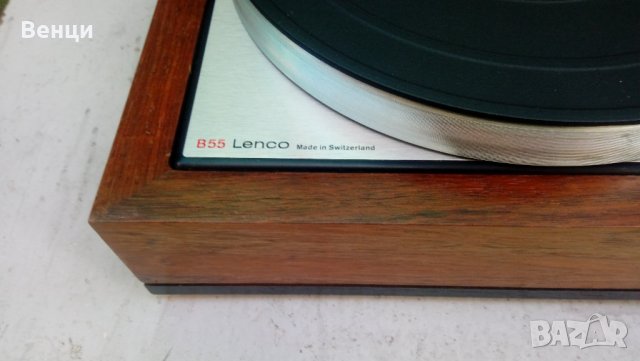 Венци
B55 Lenco Made in Switzerland
BAZAR